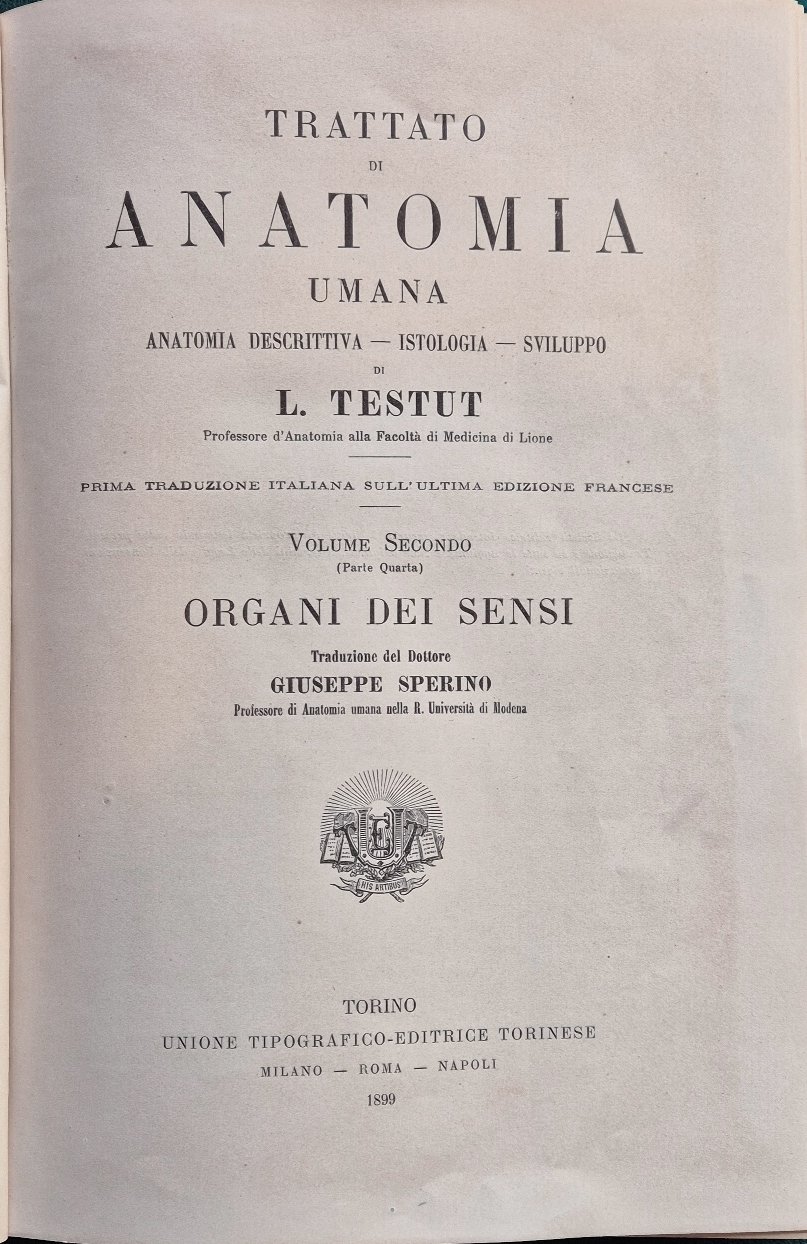 TRATTATO
DI
ANATOMIA
UMANA
ANATOMIA DESCRITTIVA — ISTOLOGIA — SVILUPPO
DI
L. TESTUT
Professore d'Anatomia alla Facoltà di Medicina di Lione
PRIMA TRADUZIONE ITALIANA SULL'ULTIMA EDIZIONE FRANCESE
VOLUME SECONDO
(Parte Quarta)
ORGANI DEI SENSI
Traduzione del Dottore
GIUSEPPE SPERINO
Professore di Anatomia umana nella R. Università di Modena
UTET
HIS ARTIBUS
TORINO
UNIONE TIPOGRAFICO-EDITRICE TORINESE
MILANO — ROMA — NAPOLI
1899